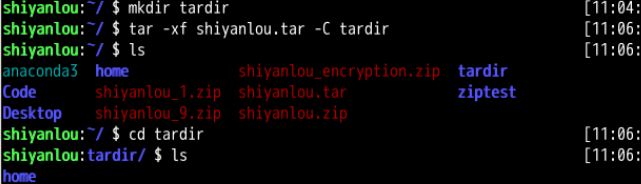 shiyanlou:~/ $ mkdir tardir [11:04:
shiyanlou:~/ $ tar -xf shiyanlou.tar -C tardir [11:06:
shiyanlou:~/ $ ls [11:06:
anaconda3 home shiyanlou_encryption.zip tardir
Code shiyanlou_1.zip shiyanlou.tar ziptest
Desktop shiyanlou_9.zip shiyanlou.zip
shiyanlou:~/ $ cd tardir [11:06:
shiyanlou:tardir/ $ ls [11:06:
home